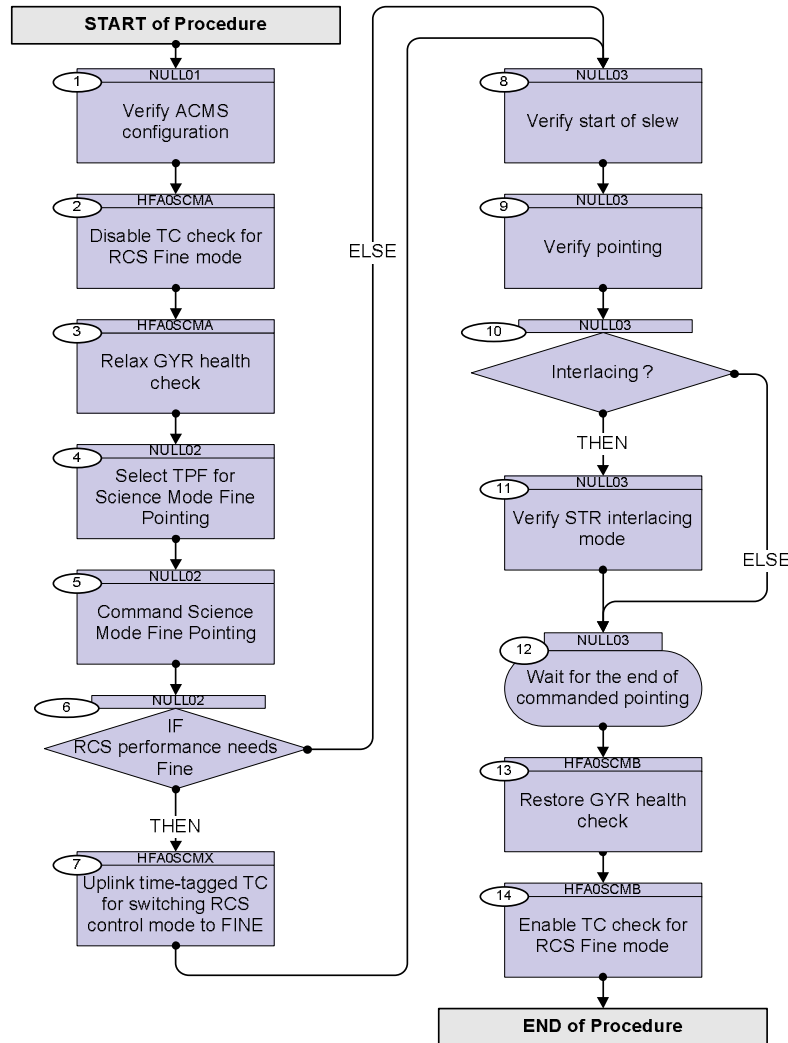 START of Procedure
NULL01
1
Verify ACMS
configuration
HFA0SCMA
2
Disable TC check for
RCS Fine mode
HFA0SCMA
3
Relax GYR health
check
NULL02
4
Select TPF for
Science Mode Fine
Pointing
NULL02
5
Command Science
Mode Fine Pointing
NULL02
6
IF
RCS performance needs
Fine
ELSE
THEN
HFA0SCMX
7
Uplink time-tagged TC
for switching RCS
control mode to FINE
NULL03
8
Verify start of slew
NULL03
9
Verify pointing
NULL03
10
Interlacing ?
THEN
ELSE
NULL03
11
Verify STR interlacing
mode
NULL03
12
Wait for the end of
commanded pointing
HFA0SCMB
13
Restore GYR health
check
HFA0SCMB
14
Enable TC check for
RCS Fine mode
END of Procedure